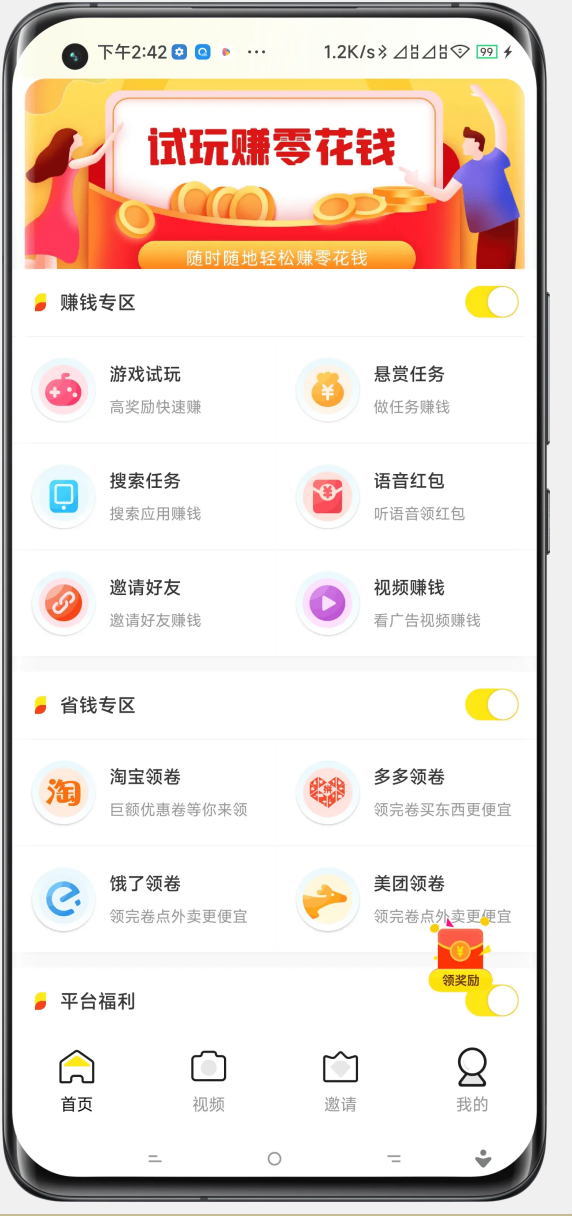 下午2:42
1.2K/s
99
试玩赚零花钱
随时随地轻松赚零花钱
赚钱专区
游戏试玩
高奖励快速赚
悬赏任务
做任务赚钱
搜索任务
搜索应用赚钱
语音红包
听语音领红包
邀请好友
邀请好友赚钱
视频赚钱
看广告视频赚钱
省钱专区
淘
淘宝领卷
巨额优惠卷等你来领
多多领卷
领完卷买东西更便宜
饿了领卷
领完卷点外卖更便宜
美团领卷
领完卷点外卖更便宜
领奖励
平台福利
首页
视频
邀请
我的